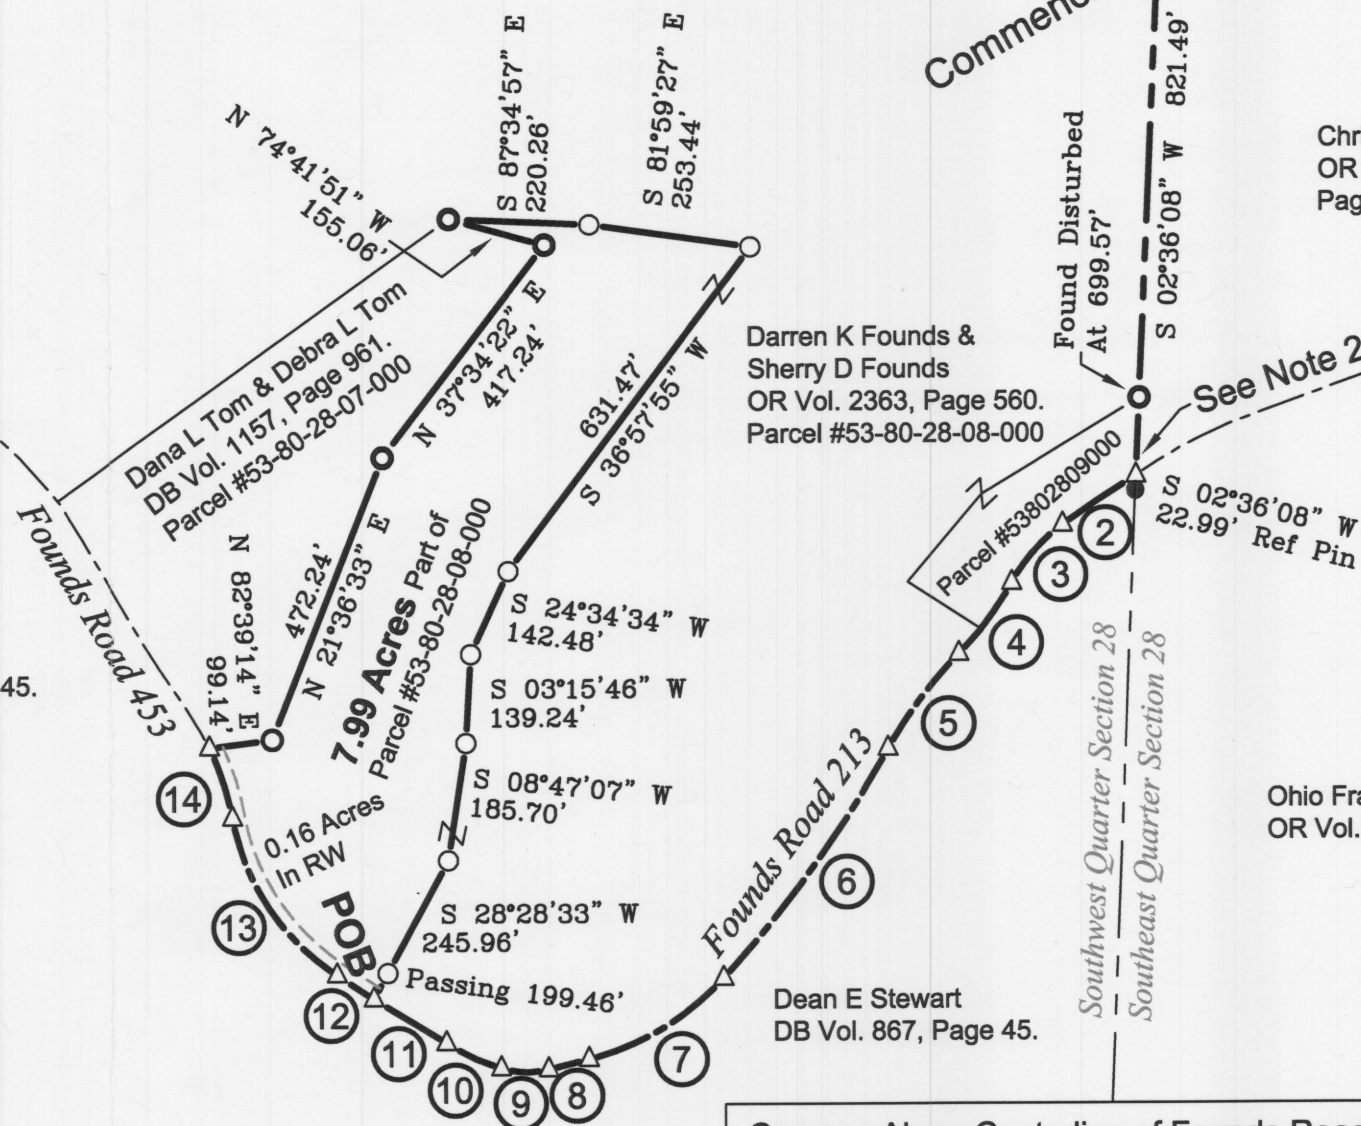 S 87°34'57" E
220.26'
S 81°59'27" E
253.44'
S 02°36'08" W 821.49'
N 74°41'51" W
155.06'
Found Disturbed
At 699.57'
Chr
OR
Pag
See Note 2
Dana L Tom & Debra L Tom
DB Vol. 1157, Page 961.
Parcel #53-80-28-07-000
N 37°34'22" E
417.24'
631.47'
S 36°57'55" W
Darren K Founds &
Sherry D Founds
OR Vol. 2363, Page 560.
Parcel #53-80-28-08-000
Parcel #53802809000
S 02°36'08" W
22.99' Ref Pin
2
3
4
5
Founds Road 453
N 82°39'14" E
99.14'
472.24'
N 21°36'33" E
7.99 Acres Part of
Parcel #53-80-28-08-000
S 24°34'34" W
142.48'
S 03°15'46" W
139.24'
S 08°47'07" W
185.70'
S 28°28'33" W
245.96'
Passing 199.46'
45.
14
0.16 Acres
In RW
POB
13
12
11
10
9
8
7
6
Founds Road 213
Southwest Quarter Section 28
Southeast Quarter Section 28
Ohio Fra
OR Vol.
Dean E Stewart
DB Vol. 867, Page 45.